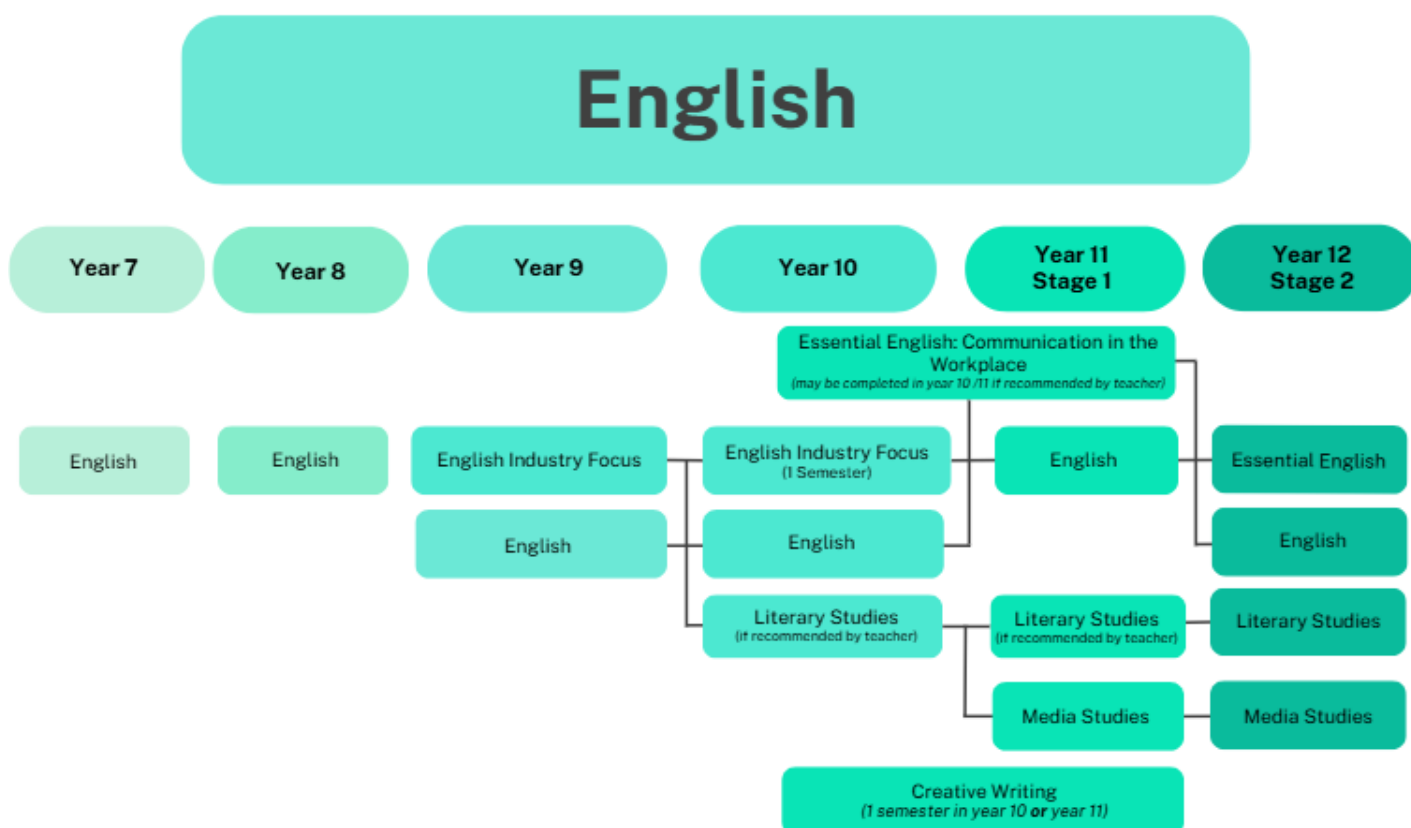 English
Year 7
Year 8
Year 9
Year 10
Year 11
Stage 1
Year 12
Stage 2
Essential English: Communication in the
Workplace
(may be completed in year 10 /11 if recommended by teacher)
English
English
English Industry Focus
English Industry Focus
(1 Semester)
English
Essential English
English
English
English
Literary Studies
(if recommended by teacher)
Literary Studies
(if recommended by teacher)
Literary Studies
Media Studies
Media Studies
Creative Writing
(1 semester in year 10 or year 11)